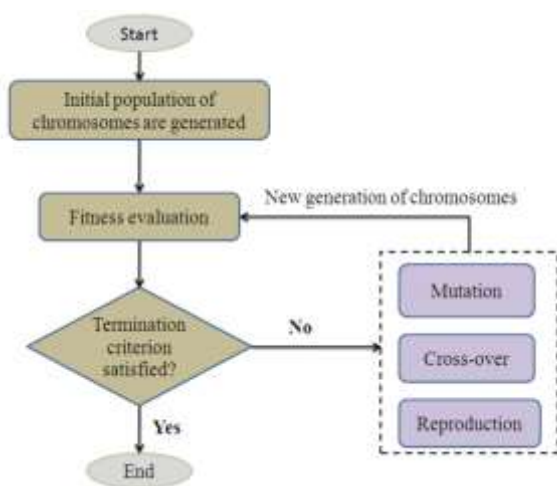 Start
Initial population of
chromosomes are generated
New generation of chromosomes
Fitness evaluation
Mutation
Termination
criterion
satisfied?
No
Cross-over
Reproduction
Yes
End